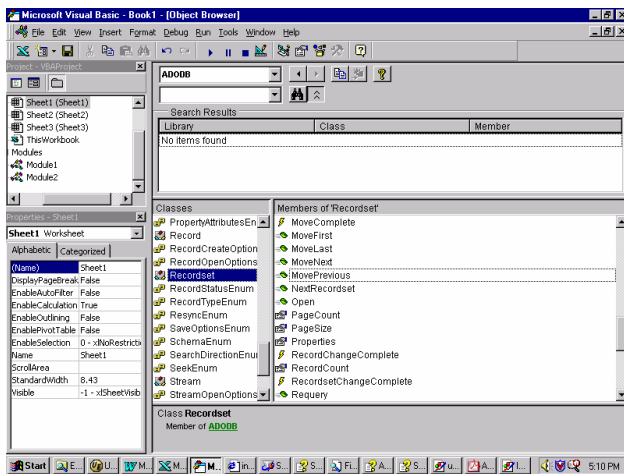 Microsoft Visual Basic - Book1 - [Object Browser]
File Edit View Insert Format Debug Run Tools Window Help
Project - VBAProject
Sheet1 (Sheet1)
Sheet2 (Sheet2)
Sheet3 (Sheet3)
ThisWorkbook
Modules
Module1
Module2
Properties - Sheet1
Sheet1 Worksheet
Alphabetic Categorized
(Name) Sheet1
DisplayPageBreak False
EnableAutoFilter False
EnableCalculation True
EnableOutlining False
EnablePivotTable False
EnableSelection 0 - xlNoRestricti
Name Sheet1
ScrollArea
StandardWidth 8.43
Visible -1 - xlSheetVisib
ADODB
Search Results
Library Class Member
No items found
Classes
PropertyAttributesEn
Record
RecordCreateOption
RecordOpenOptions
Recordset
RecordStatusEnum
RecordTypeEnum
ResyncEnum
SaveOptionsEnum
SchemaEnum
SearchDirectionEnu
SeekEnum
Stream
StreamOpenOptions
Members of 'Recordset'
MoveComplete
MoveFirst
MoveLast
MoveNext
MovePrevious
NextRecordset
Open
PageCount
PageSize
Properties
RecordChangeComplete
RecordCount
RecordsetChangeComplete
Requery
Class Recordset
Member of ADODB
Start E... U... M... M... M... in... S... S... Fi... A... S... u... A... I... 5:10 PM